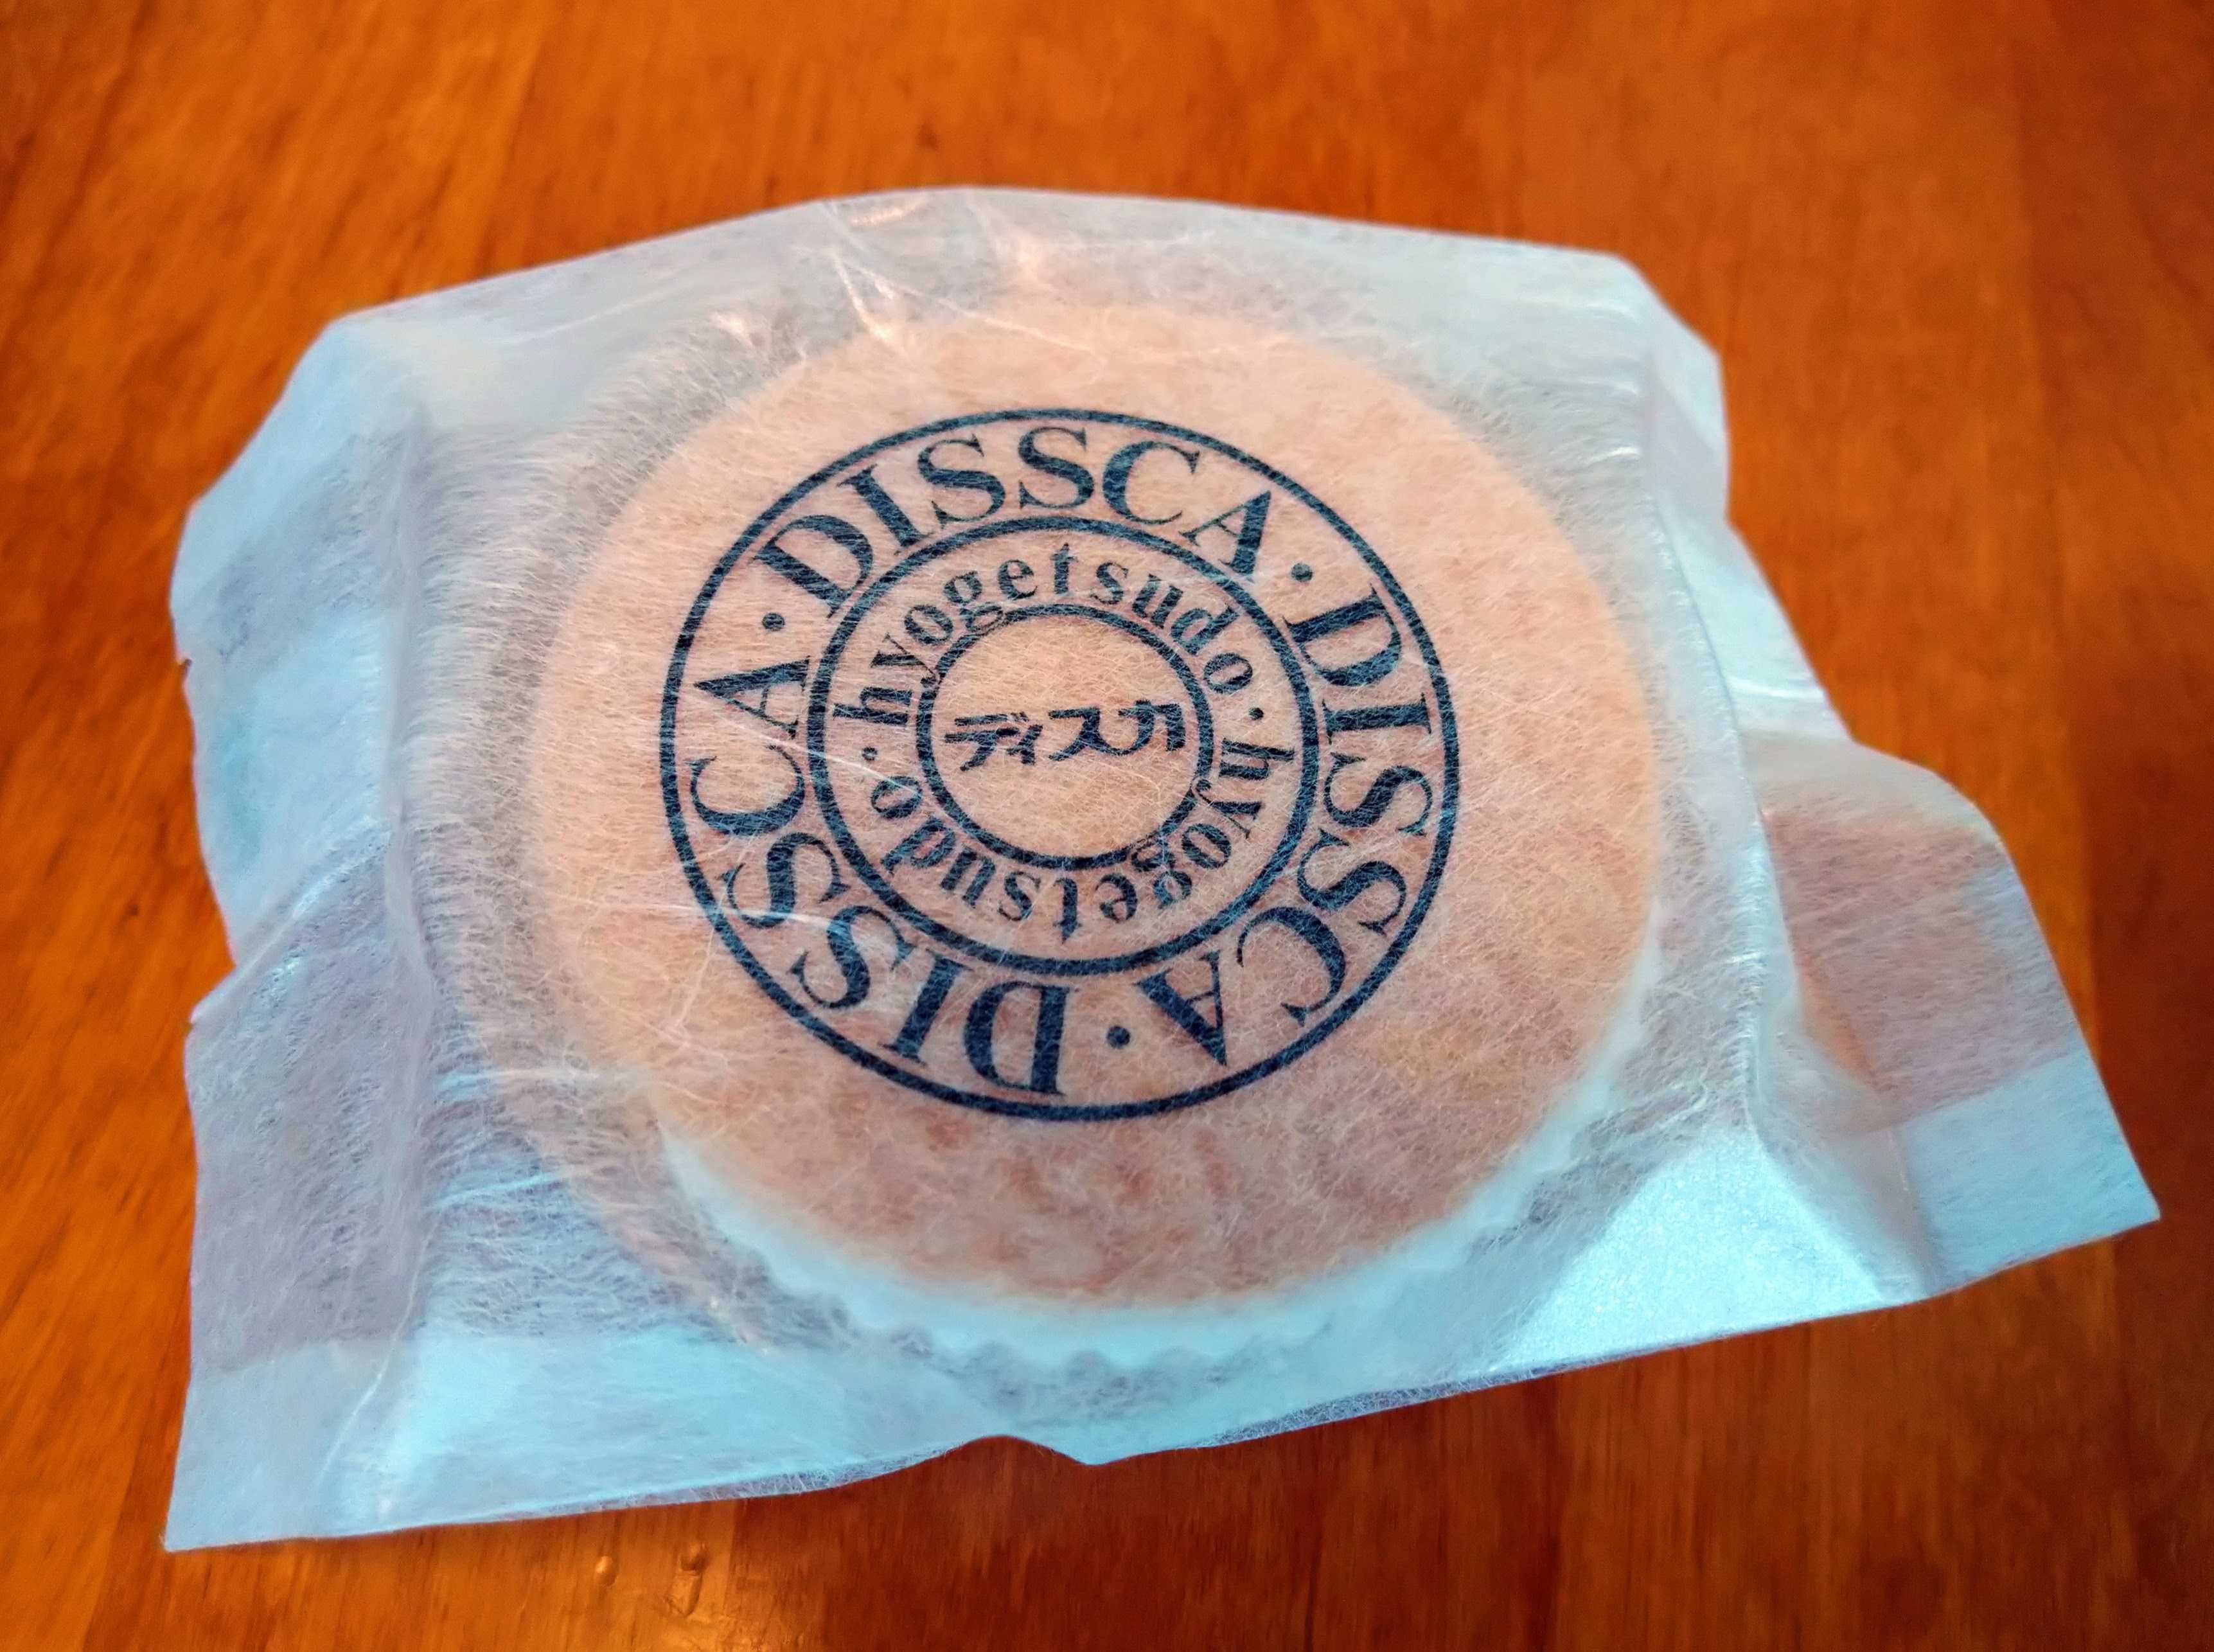 DISSCA・DISSCA・DISSCA・
hyogetsudo・hyogetsudo・
ディスカ